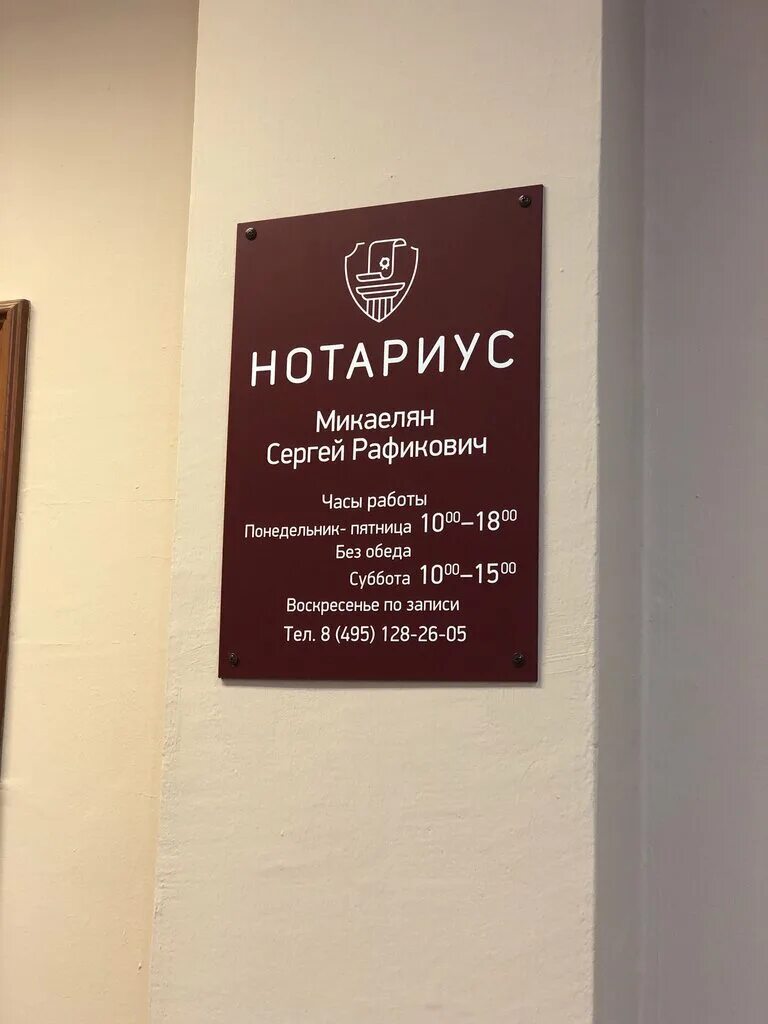 НОТАРИУС
Микаелян
Сергей Рафикович
Часы работы
Понедельник- пятница 10⁰⁰–18⁰⁰
Без обеда
Суббота 10⁰⁰–15⁰⁰
Воскресенье по записи
Тел. 8 (495) 128-26-05